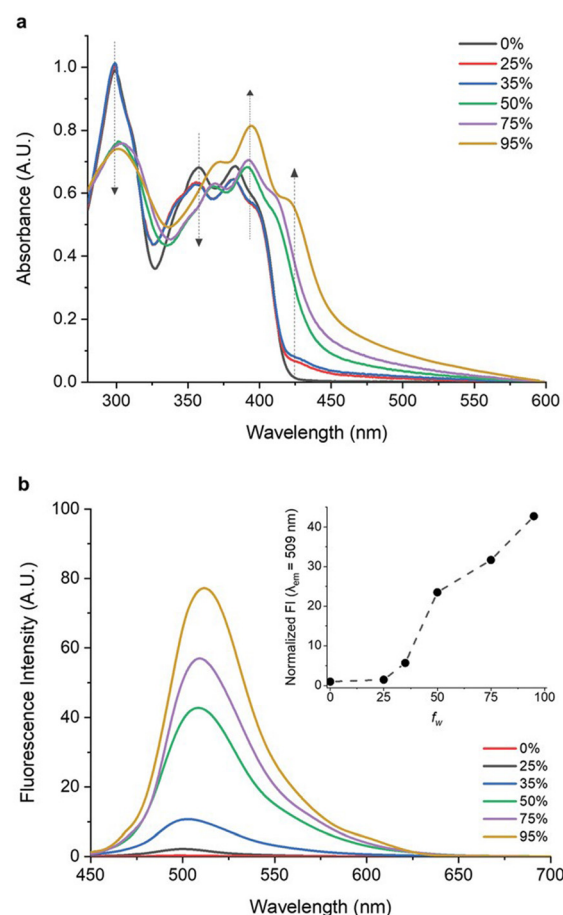 a
0%
25%
35%
50%
75%
95%
1.0
0.8
0.6
0.4
0.2
0.0
Absorbance (A.U.)
300 350 400 450 500 550 600
Wavelength (nm)
b
100
80
60
40
20
0
Fluorescence Intensity (A.U.)
40
30
20
10
0
Normalized FI (λem = 509 nm)
0 25 50 75 100
fw
0%
25%
35%
50%
75%
95%
450 500 550 600 650 700
Wavelength (nm)